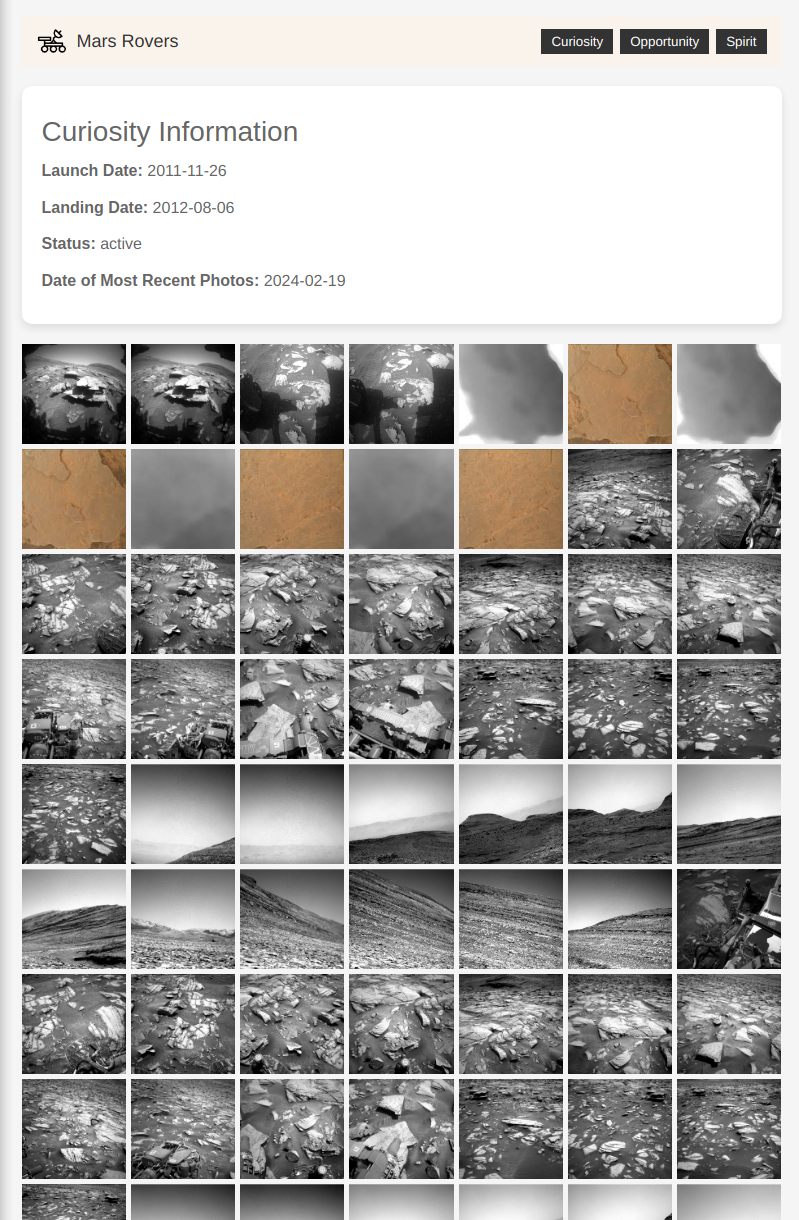 Mars Rovers
Curiosity Opportunity Spirit
Curiosity Information
Launch Date: 2011-11-26
Landing Date: 2012-08-06
Status: active
Date of Most Recent Photos: 2024-02-19